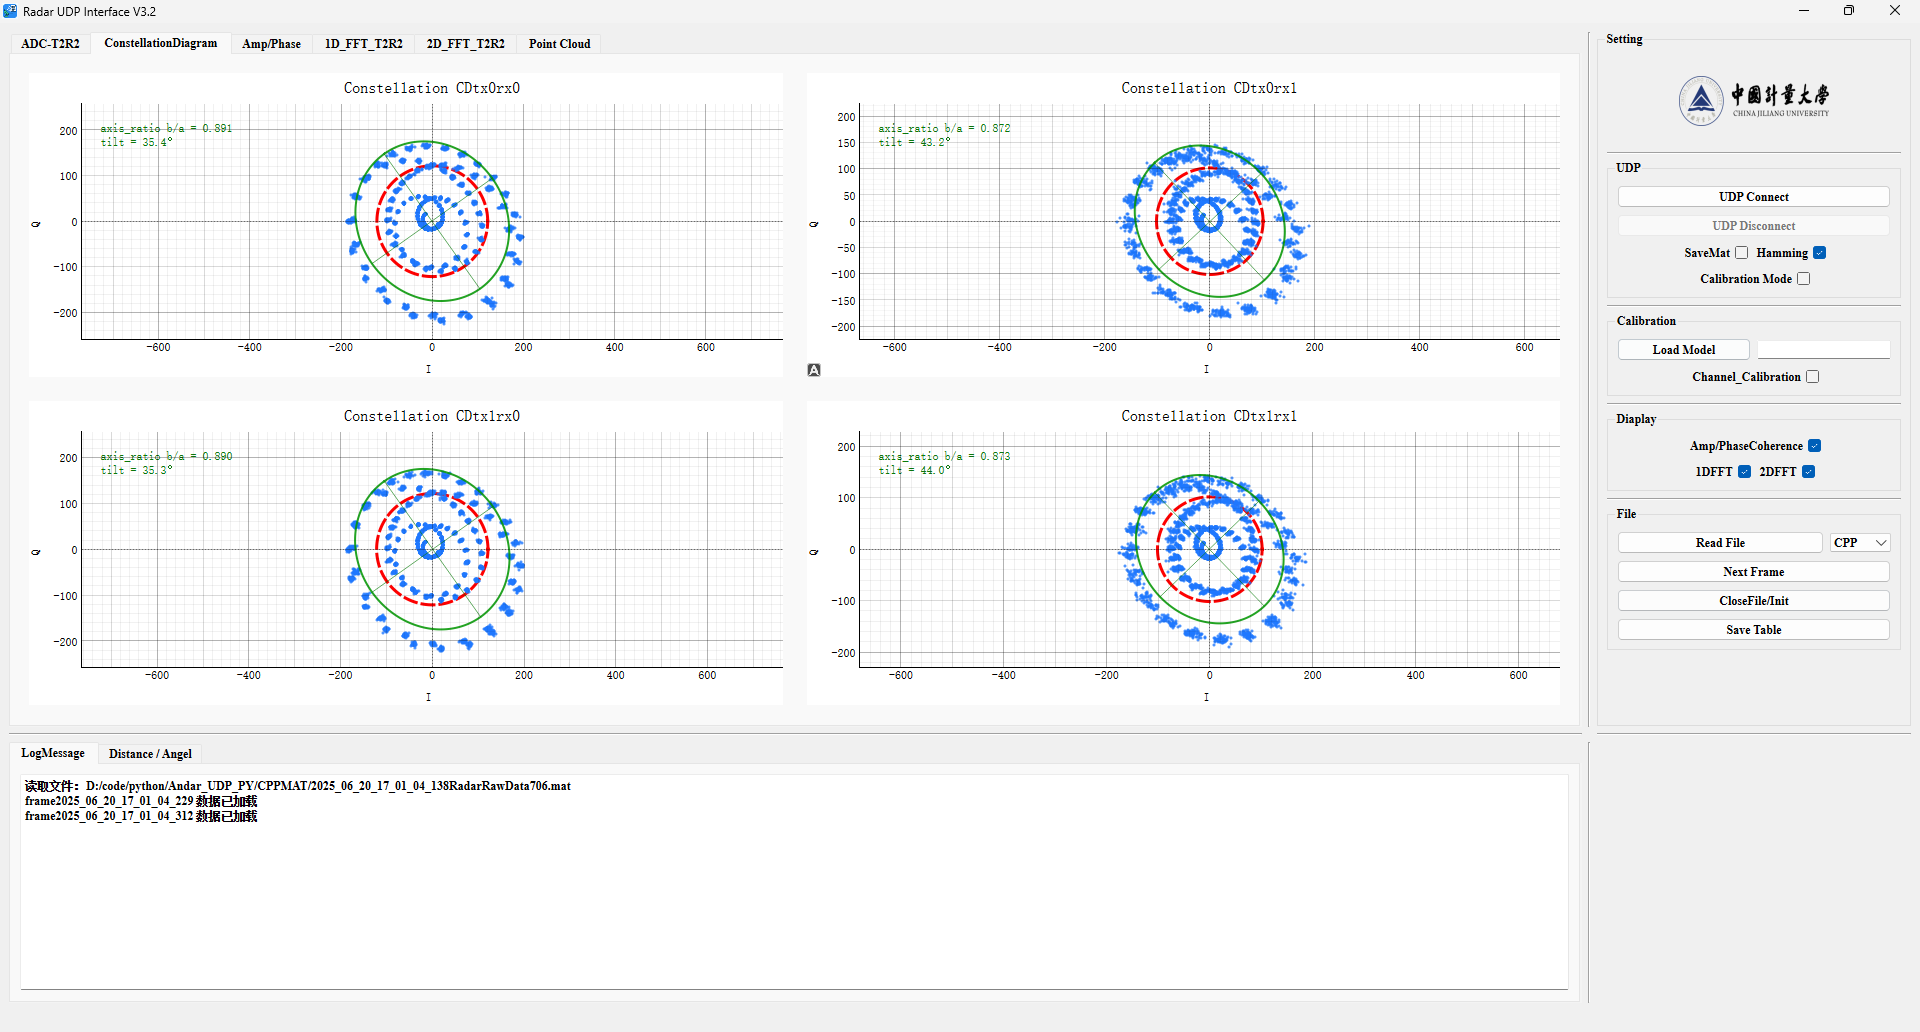 Radar UDP Interface V3.2
ADC-T2R2 ConstellationDiagram Amp/Phase 1D_FFT_T2R2 2D_FFT_T2R2 Point Cloud
Constellation CDtx0rx0
axis_ratio b/a = 0.891
tilt = 35.4°
200
100
0
−100
−200
Q
−600 −400 −200 0 200 400 600
I
Constellation CDtx0rx1
axis_ratio b/a = 0.872
tilt = 43.2°
200
150
100
50
0
−50
−100
−150
−200
Q
−600 −400 −200 0 200 400 600
I
A
Constellation CDtx1rx0
axis_ratio b/a = 0.890
tilt = 35.3°
200
100
0
−100
−200
Q
−600 −400 −200 0 200 400 600
I
Constellation CDtx1rx1
axis_ratio b/a = 0.873
tilt = 44.0°
200
100
0
−100
−200
Q
−600 −400 −200 0 200 400 600
I
Setting
中國計量大學
CHINA JILIANG UNIVERSITY
UDP
UDP Connect
UDP Disconnect
SaveMat Hamming
Calibration Mode
Calibration
Load Model
Channel_Calibration
Diaplay
Amp/PhaseCoherence
1DFFT 2DFFT
File
Read File CPP
Next Frame
CloseFile/Init
Save Table
LogMessage Distance / Angel
读取文件：D:/code/python/Andar_UDP_PY/CPPMAT/2025_06_20_17_01_04_138RadarRawData706.mat
frame2025_06_20_17_01_04_229 数据已加载
frame2025_06_20_17_01_04_312 数据已加载